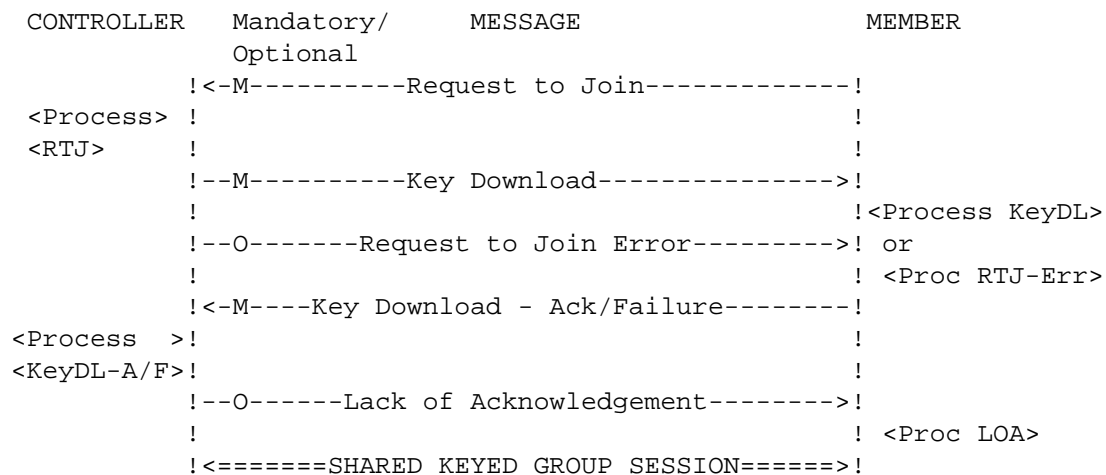 CONTROLLER   Mandatory/     MESSAGE                MEMBER
             Optional
          !<-M----------Request to Join-------------!
<Process> !                                         !
<RTJ>     !                                         !
          !--M----------Key Download--------------->!
          !                                         !<Process KeyDL>
          !--O-------Request to Join Error--------->! or
          !                                         ! <Proc RTJ-Err>
          !<-M----Key Download - Ack/Failure--------!
<Process  >!                                         !
<KeyDL-A/F>!                                         !
          !--O------Lack of Acknowledgement-------->!
          !                                         ! <Proc LOA>
          !<=======SHARED KEYED GROUP SESSION======>!